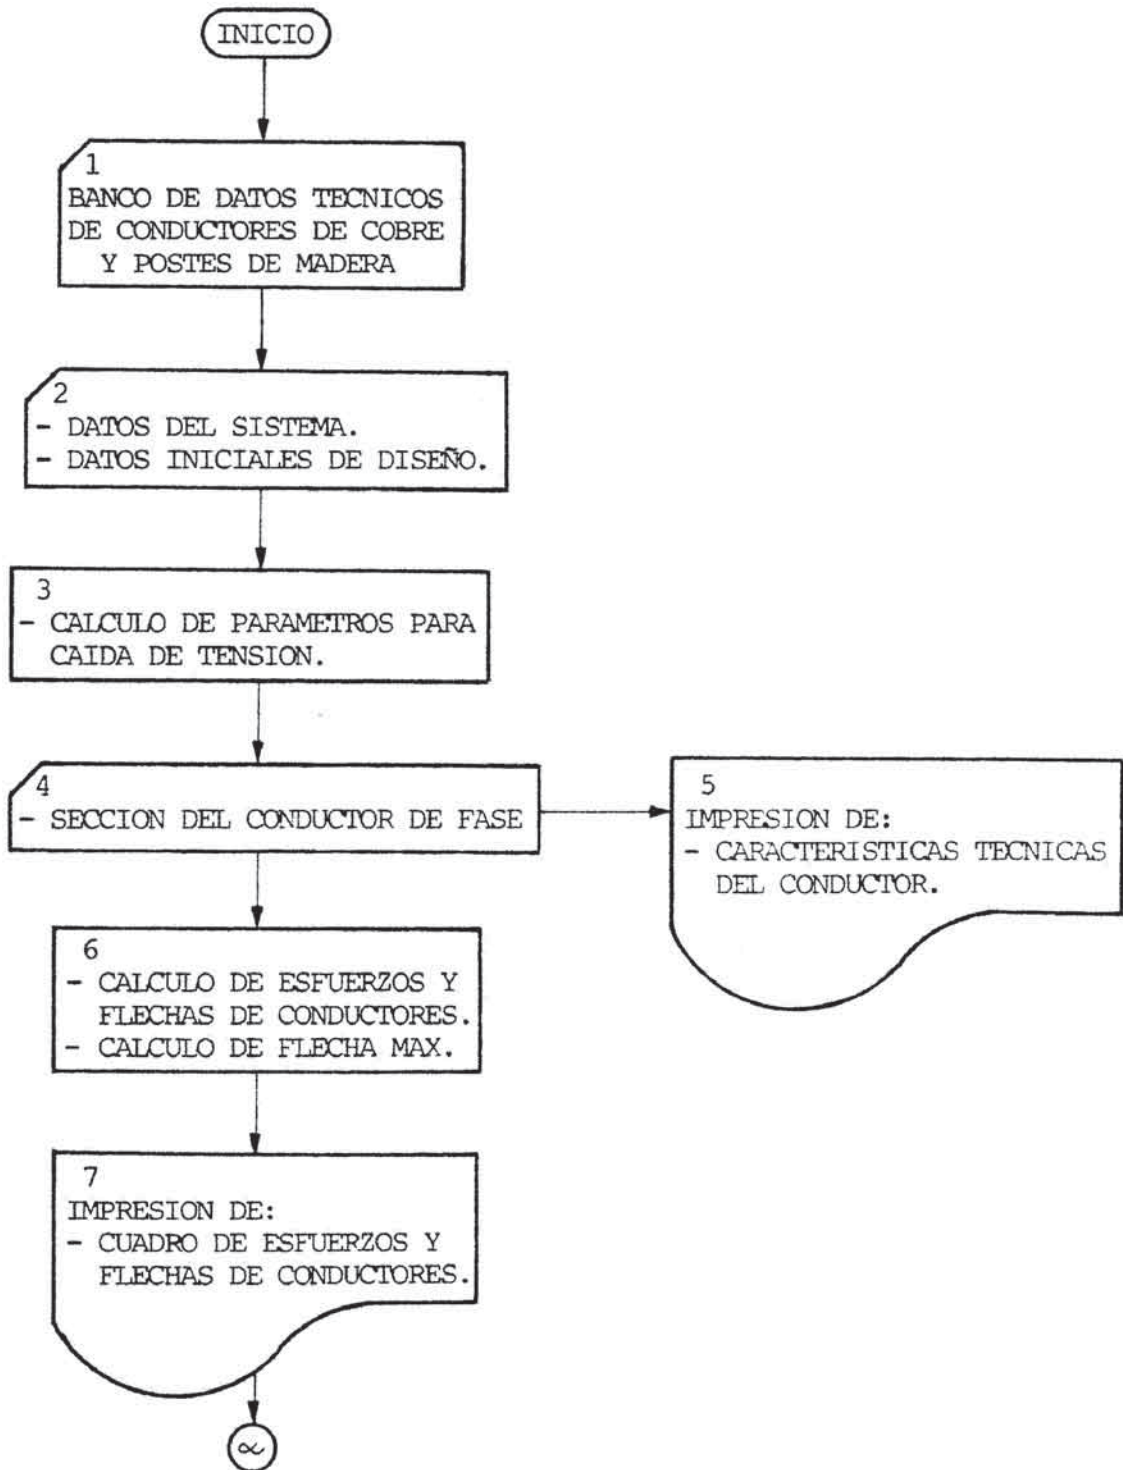 INICIO
1
BANCO DE DATOS TECNICOS
DE CONDUCTORES DE COBRE
Y POSTES DE MADERA
2
- DATOS DEL SISTEMA.
- DATOS INICIALES DE DISEÑO.
3
- CALCULO DE PARAMETROS PARA
CAIDA DE TENSION.
4
- SECCION DEL CONDUCTOR DE FASE
5
IMPRESION DE:
- CARACTERISTICAS TECNICAS
DEL CONDUCTOR.
6
- CALCULO DE ESFUERZOS Y
FLECHAS DE CONDUCTORES.
- CALCULO DE FLECHA MAX.
7
IMPRESION DE:
- CUADRO DE ESFUERZOS Y
FLECHAS DE CONDUCTORES.
∝